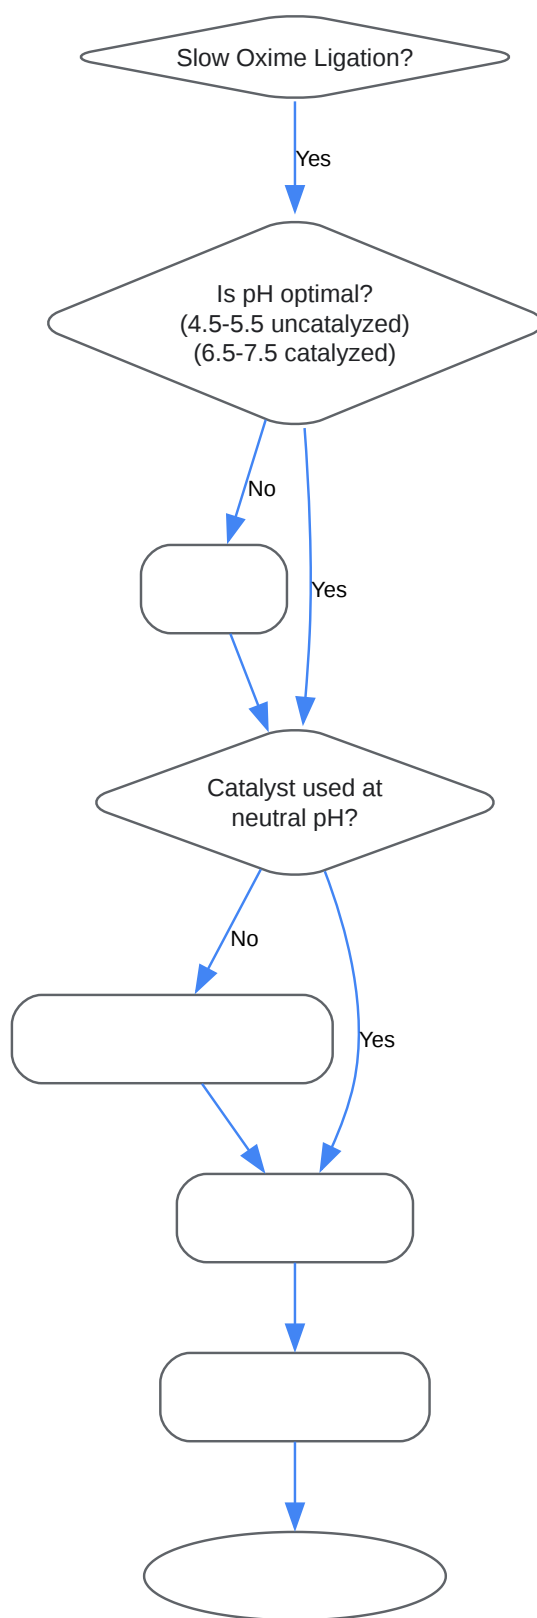 Slow Oxime Ligation?
Yes
Is pH optimal?
(4.5-5.5 uncatalyzed)
(6.5-7.5 catalyzed)
No
Yes
Catalyst used at
neutral pH?
No
Yes